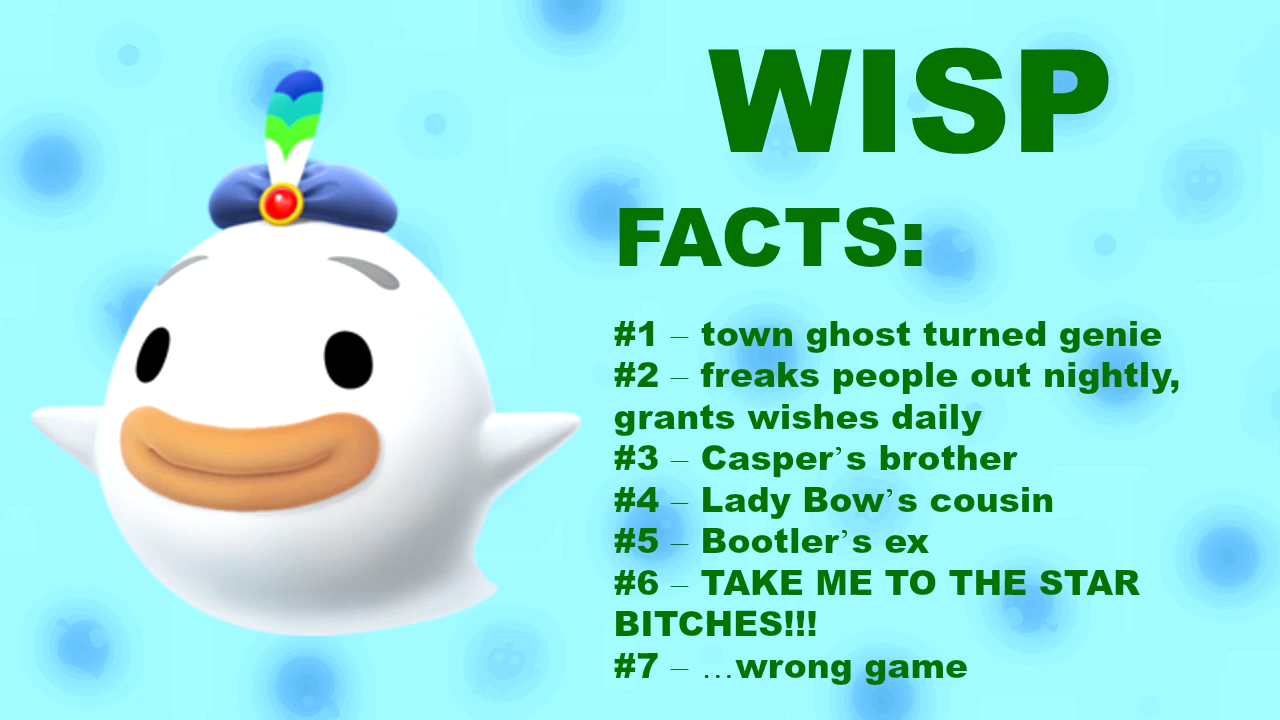 WISP
FACTS:
#1 – town ghost turned genie
#2 – freaks people out nightly,
grants wishes daily
#3 – Casper’s brother
#4 – Lady Bow’s cousin
#5 – Bootler’s ex
#6 – TAKE ME TO THE STAR
BITCHES!!!
#7 – …wrong game